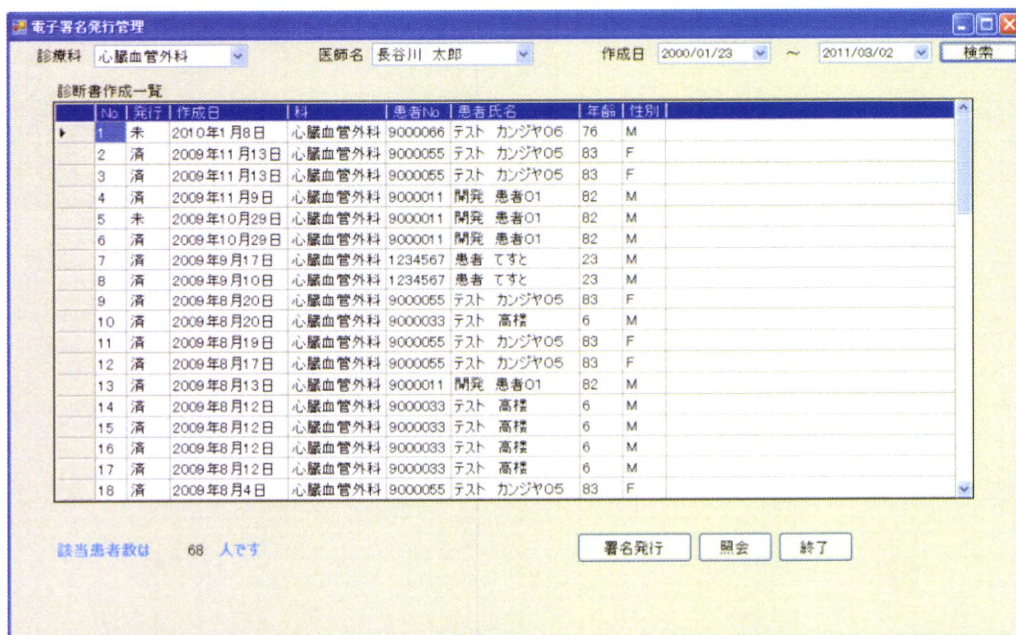 電子署名発行管理
診療科 心臓血管外科 医師名 長谷川 太郎 作成日 2000/01/23 ～ 2011/03/02 検索
診断書作成一覧
No 発行 作成日 科 患者No 患者氏名 年齢 性別
1 未 2010年1月8日 心臓血管外科 9000066 テスト カンジヤ06 76 M
2 済 2009年11月13日 心臓血管外科 9000055 テスト カンジヤ05 83 F
3 済 2009年11月13日 心臓血管外科 9000055 テスト カンジヤ05 83 F
4 済 2009年11月9日 心臓血管外科 9000011 開発 患者01 82 M
5 未 2009年10月29日 心臓血管外科 9000011 開発 患者01 82 M
6 済 2009年10月29日 心臓血管外科 9000011 開発 患者01 82 M
7 済 2009年9月17日 心臓血管外科 1234567 患者 てすと 23 M
8 済 2009年9月10日 心臓血管外科 1234567 患者 てすと 23 M
9 済 2009年8月20日 心臓血管外科 9000055 テスト カンジヤ05 83 F
10 済 2009年8月20日 心臓血管外科 9000033 テスト 高橋 6 M
11 済 2009年8月19日 心臓血管外科 9000055 テスト カンジヤ05 83 F
12 済 2009年8月17日 心臓血管外科 9000055 テスト カンジヤ05 83 F
13 済 2009年8月13日 心臓血管外科 9000011 開発 患者01 82 M
14 済 2009年8月12日 心臓血管外科 9000033 テスト 高橋 6 M
15 済 2009年8月12日 心臓血管外科 9000033 テスト 高橋 6 M
16 済 2009年8月12日 心臓血管外科 9000033 テスト 高橋 6 M
17 済 2009年8月12日 心臓血管外科 9000033 テスト 高橋 6 M
18 済 2009年8月4日 心臓血管外科 9000055 テスト カンジヤ05 83 F
該当患者数は 68 人です 署名発行 照会 終了